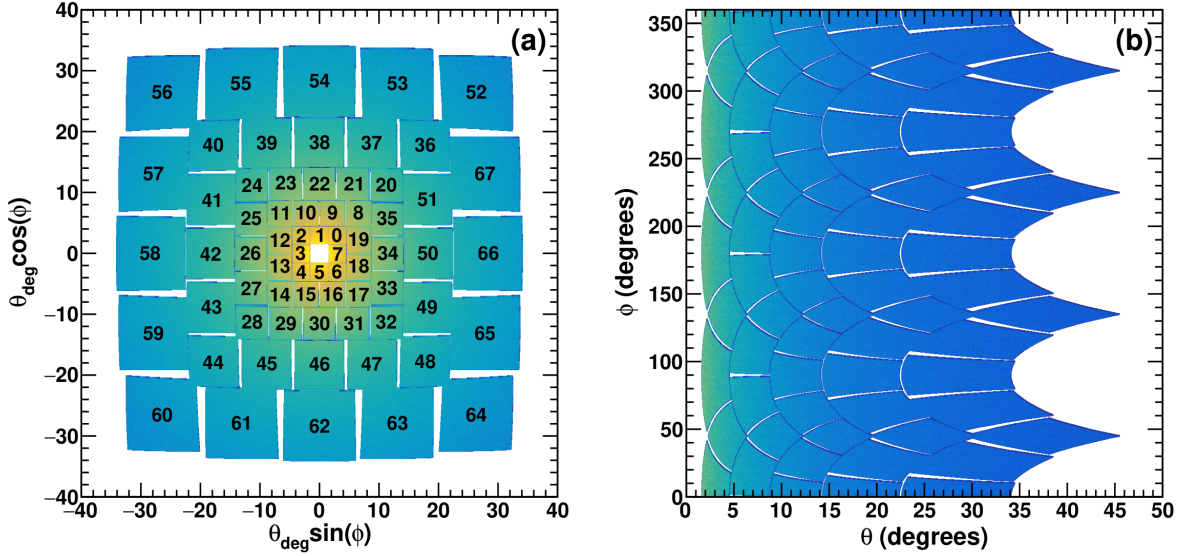 (a)
40
30
20
10
0
−10
−20
−30
−40
−40 −30 −20 −10 0 10 20 30 40
θdeg cos(ϕ)
θdeg sin(ϕ)
56 55 54 53 52
40 39 38 37 36
57 67
41 24 23 22 21 20 51
25 11 10 9 8 35
12 2 1 0 19
58 42 26 3 7 34 50 66
13 4 5 6 18
27 14 15 16 17 33
43 28 29 30 31 32 49
59 65
44 45 46 47 48
60 61 62 63 64
(b)
350
300
250
200
150
100
50
0
0 5 10 15 20 25 30 35 40 45 50
ϕ (degrees)
θ (degrees)